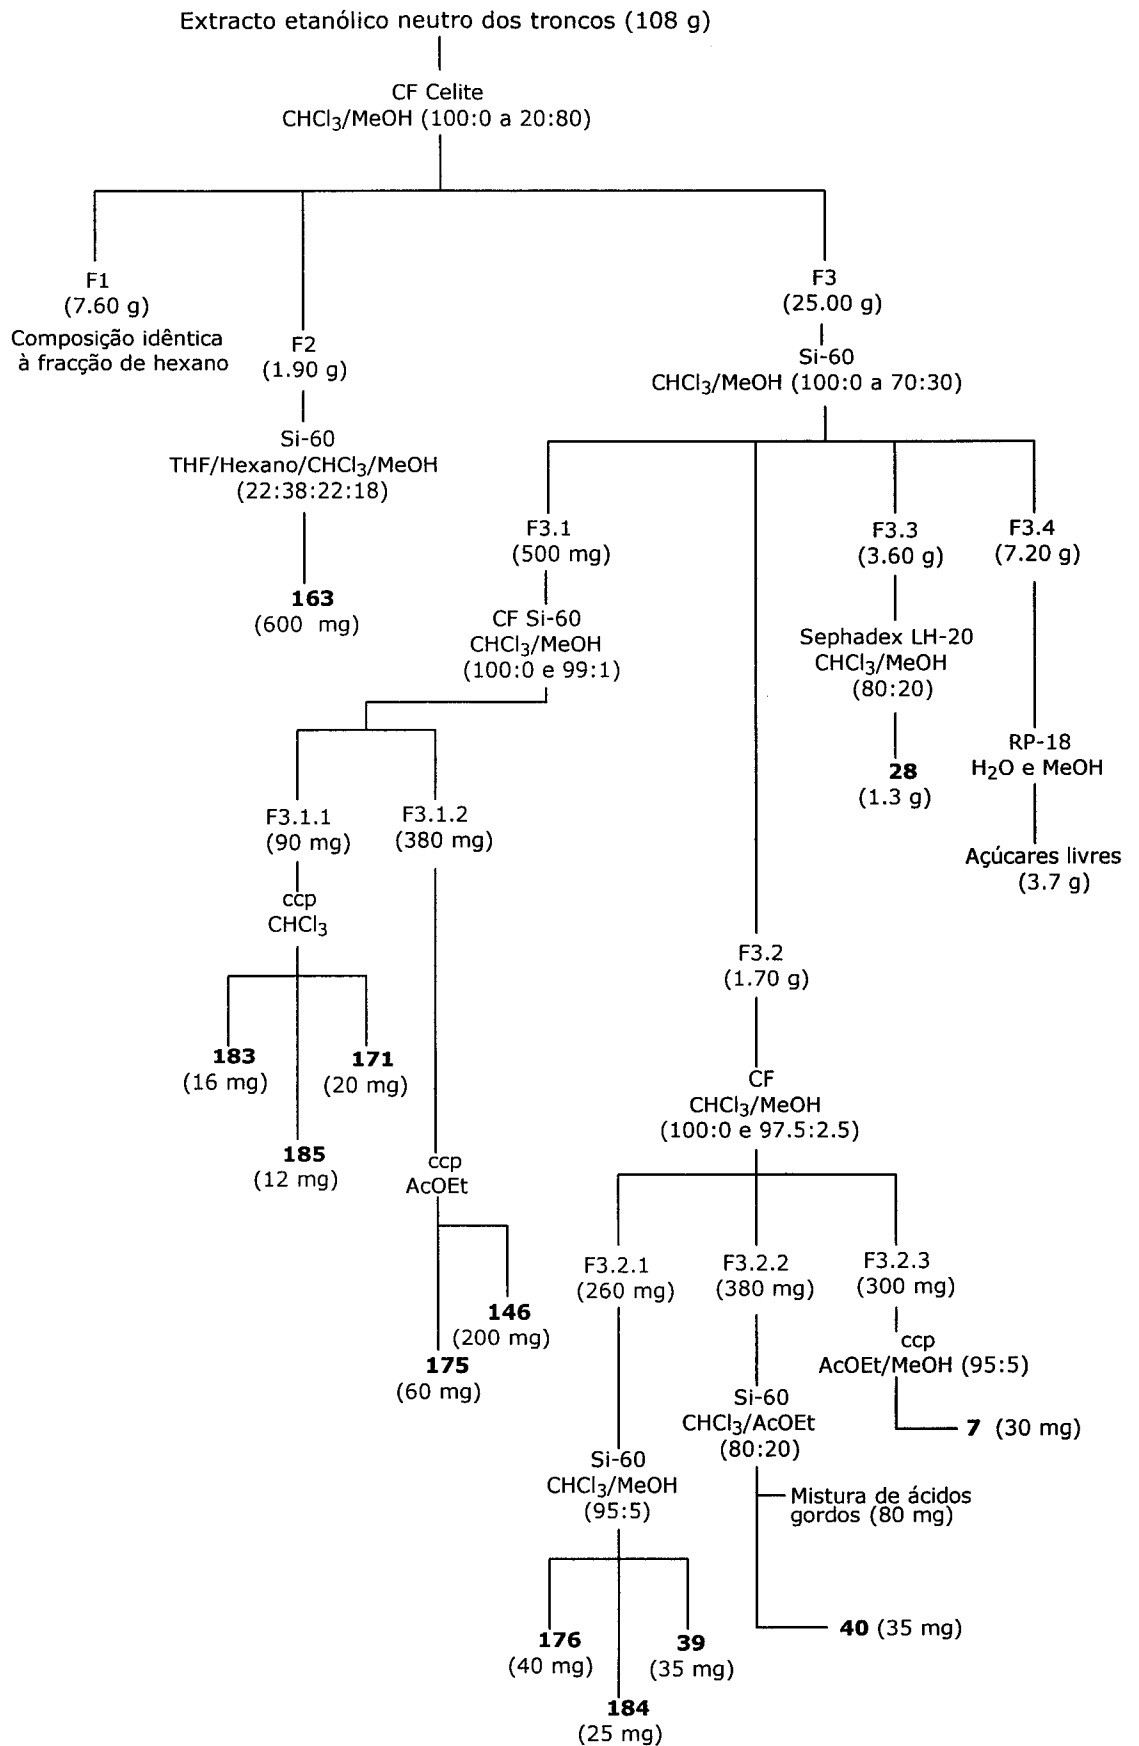 Extracto etanólico neutro dos troncos (108 g)
CF Celite
CHCl3/MeOH (100:0 a 20:80)
F1
(7.60 g)
Composição idêntica
à fracção de hexano
F2
(1.90 g)
Si-60
THF/Hexano/CHCl3/MeOH
(22:38:22:18)
163
(600 mg)
F3
(25.00 g)
Si-60
CHCl3/MeOH (100:0 a 70:30)
F3.1
(500 mg)
CF Si-60
CHCl3/MeOH
(100:0 e 99:1)
F3.1.1
(90 mg)
ccp
CHCl3
183
(16 mg)
185
(12 mg)
171
(20 mg)
F3.1.2
(380 mg)
ccp
AcOEt
175
(60 mg)
146
(200 mg)
F3.2
(1.70 g)
CF
CHCl3/MeOH
(100:0 e 97.5:2.5)
F3.2.1
(260 mg)
Si-60
CHCl3/MeOH
(95:5)
176
(40 mg)
184
(25 mg)
39
(35 mg)
F3.2.2
(380 mg)
Si-60
CHCl3/AcOEt
(80:20)
Mistura de ácidos
gordos (80 mg)
40 (35 mg)
F3.2.3
(300 mg)
ccp
AcOEt/MeOH (95:5)
7 (30 mg)
F3.3
(3.60 g)
Sephadex LH-20
CHCl3/MeOH
(80:20)
28
(1.3 g)
F3.4
(7.20 g)
RP-18
H2O e MeOH
Açúcares livres
(3.7 g)